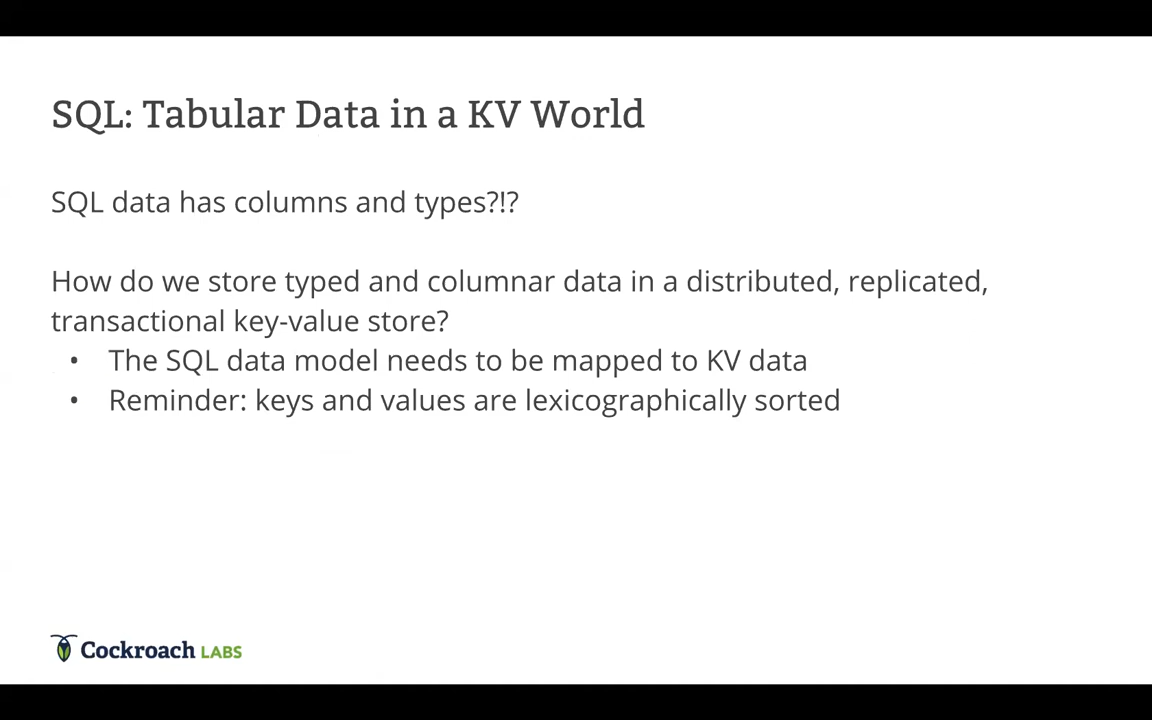 SQL: Tabular Data in a KV World
SQL data has columns and types?!?
How do we store typed and columnar data in a distributed, replicated,
transactional key-value store?
• The SQL data model needs to be mapped to KV data
• Reminder: keys and values are lexicographically sorted
Cockroach LABS